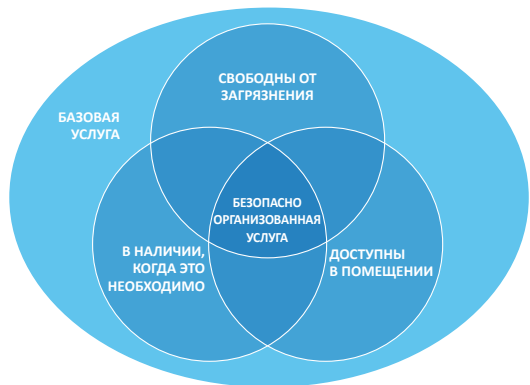 СВОБОДНЫ ОТ
ЗАГРЯЗНЕНИЯ
БАЗОВАЯ
УСЛУГА
БЕЗОПАСНО
ОРГАНИЗОВАННАЯ
УСЛУГА
В НАЛИЧИИ,
КОГДА ЭТО
НЕОБХОДИМО
ДОСТУПНЫ
В ПОМЕЩЕНИИ